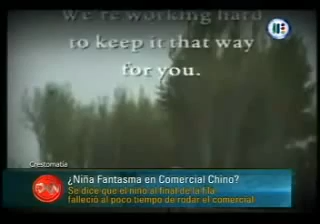 We're working hard
to keep it that way
for you.
Crestomatía
¿Niña Fantasma en Comercial Chino?
Se dice que el niño al final de la fila
falleció al poco tiempo de rodar el comercial